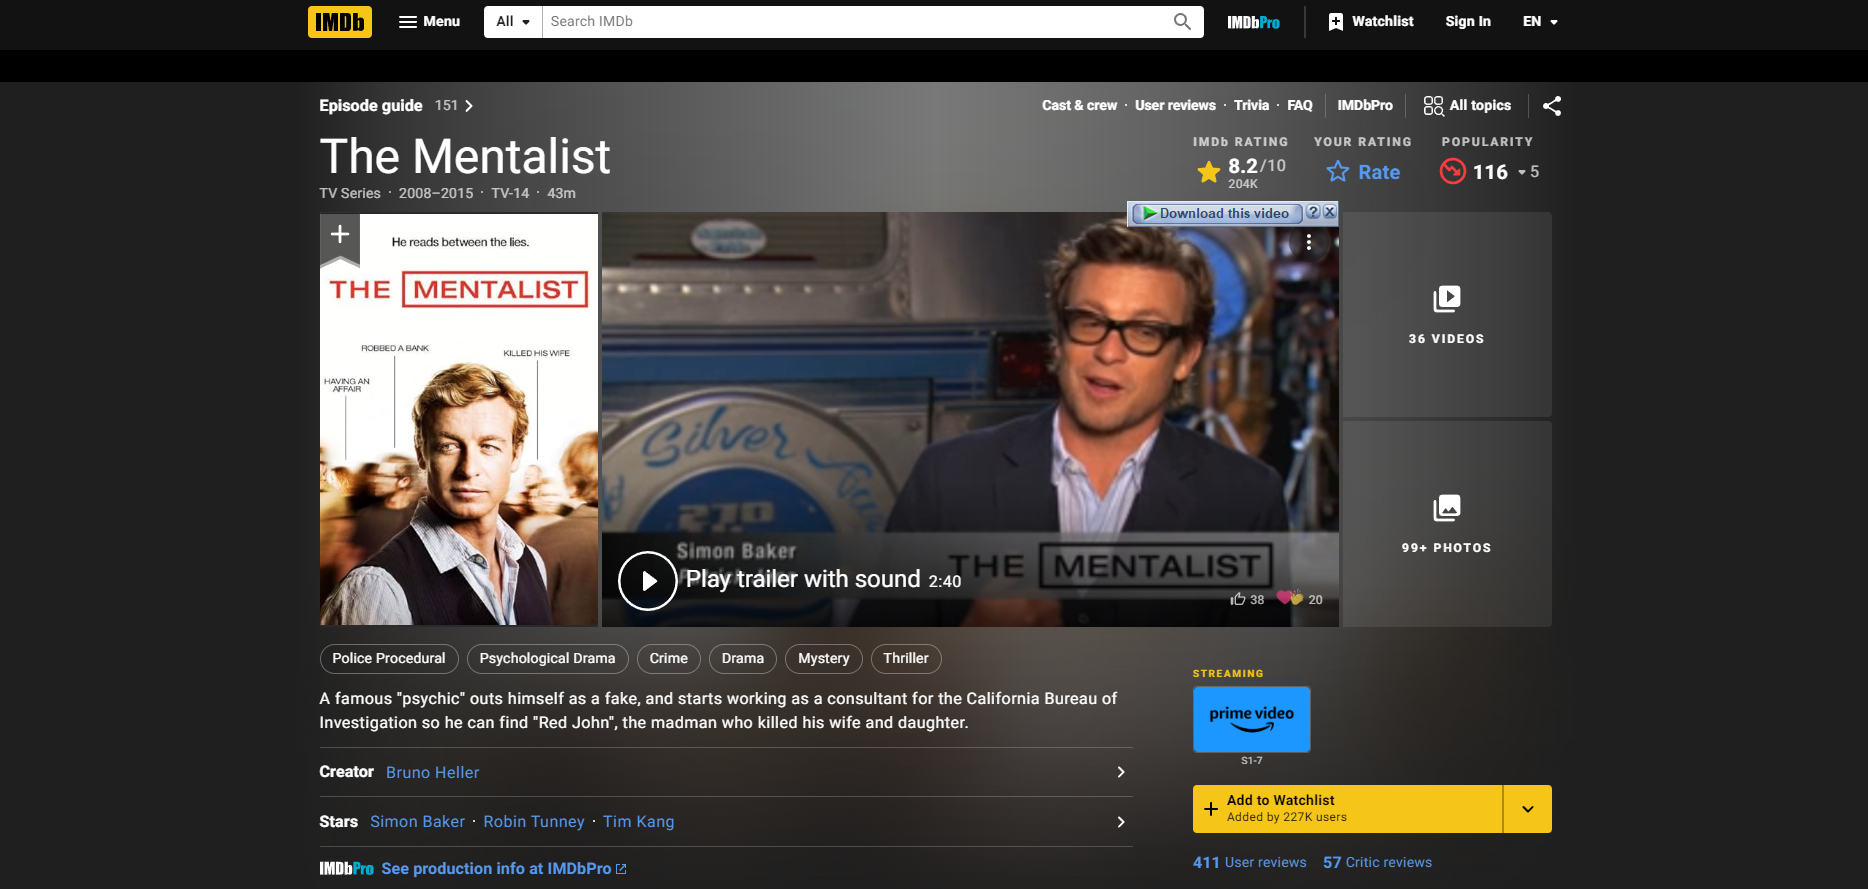 IMDb Menu All Search IMDb IMDbPro Watchlist Sign In EN
Episode guide 151 Cast & crew · User reviews · Trivia · FAQ IMDbPro All topics
The Mentalist
IMDb RATING YOUR RATING POPULARITY
8.2/10 Rate 116 5
204K
TV Series · 2008–2015 · TV-14 · 43m
Download this video ? X
He reads between the lies.
THE MENTALIST
ROBBED A BANK
KILLED HIS WIFE
HAVING AN
AFFAIR
Silver
270
Simon Baker
THE MENTALIST
Play trailer with sound 2:40
38 20
36 VIDEOS
99+ PHOTOS
Police Procedural Psychological Drama Crime Drama Mystery Thriller
A famous "psychic" outs himself as a fake, and starts working as a consultant for the California Bureau of
Investigation so he can find "Red John", the madman who killed his wife and daughter.
Creator Bruno Heller
Stars Simon Baker · Robin Tunney · Tim Kang
IMDbPro See production info at IMDbPro
STREAMING
prime video
S1-7
Add to Watchlist
Added by 227K users
411 User reviews 57 Critic reviews